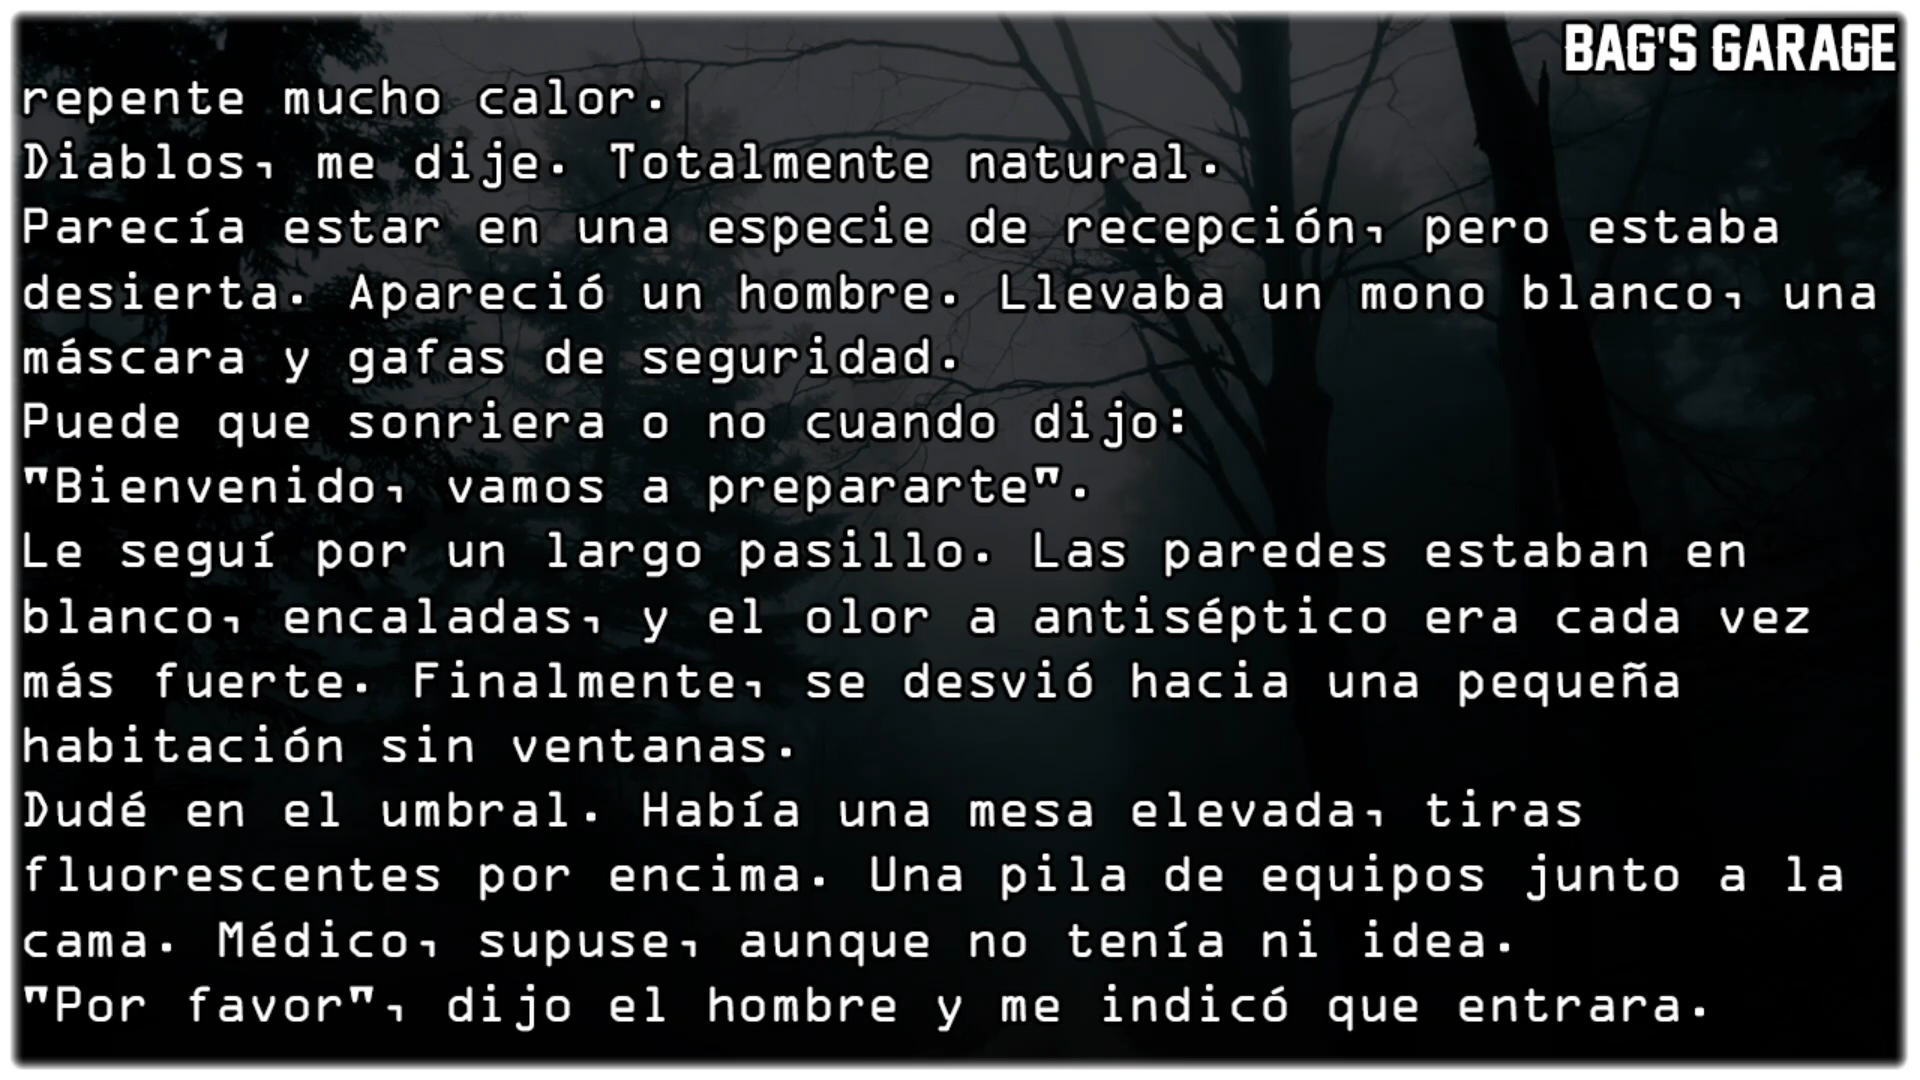 BAG'S GARAGE
repente mucho calor.
Diablos, me dije. Totalmente natural.
Parecía estar en una especie de recepción, pero estaba
desierta. Apareció un hombre. Llevaba un mono blanco, una
máscara y gafas de seguridad.
Puede que sonriera o no cuando dijo:
"Bienvenido, vamos a prepararte".
Le seguí por un largo pasillo. Las paredes estaban en
blanco, encaladas, y el olor a antiséptico era cada vez
más fuerte. Finalmente, se desvió hacia una pequeña
habitación sin ventanas.
Dudé en el umbral. Había una mesa elevada, tiras
fluorescentes por encima. Una pila de equipos junto a la
cama. Médico, supuse, aunque no tenía ni idea.
"Por favor", dijo el hombre y me indicó que entrara.